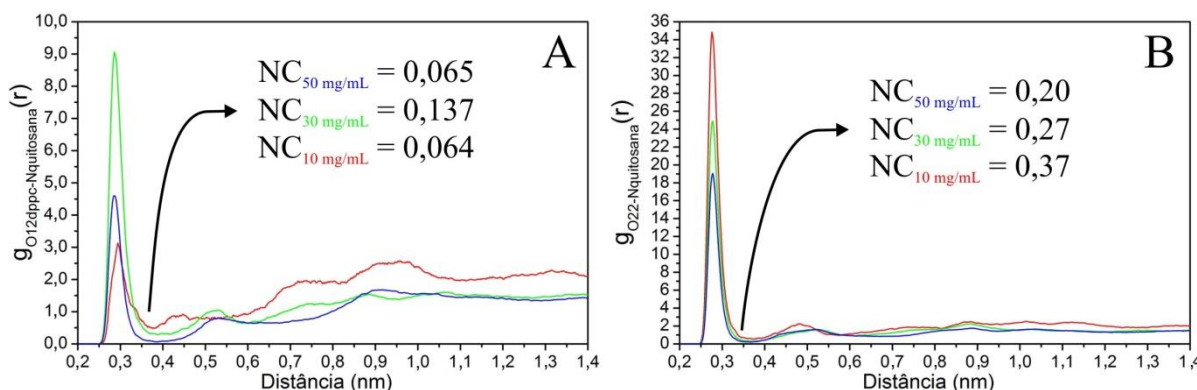 A
g_O12dppc-Nquitosana(r)
10,0
9,0
8,0
7,0
6,0
5,0
4,0
3,0
2,0
1,0
0,0
NC50 mg/mL = 0,065
NC30 mg/mL = 0,137
NC10 mg/mL = 0,064
0,2 0,3 0,4 0,5 0,6 0,7 0,8 0,9 1,0 1,1 1,2 1,3 1,4
Distância (nm)
B
g_O22-Nquitosana(r)
36
34
32
30
28
26
24
22
20
18
16
14
12
10
8
6
4
2
0
NC50 mg/mL = 0,20
NC30 mg/mL = 0,27
NC10 mg/mL = 0,37
0,2 0,3 0,4 0,5 0,6 0,7 0,8 0,9 1,0 1,1 1,2 1,3 1,4
Distância (nm)